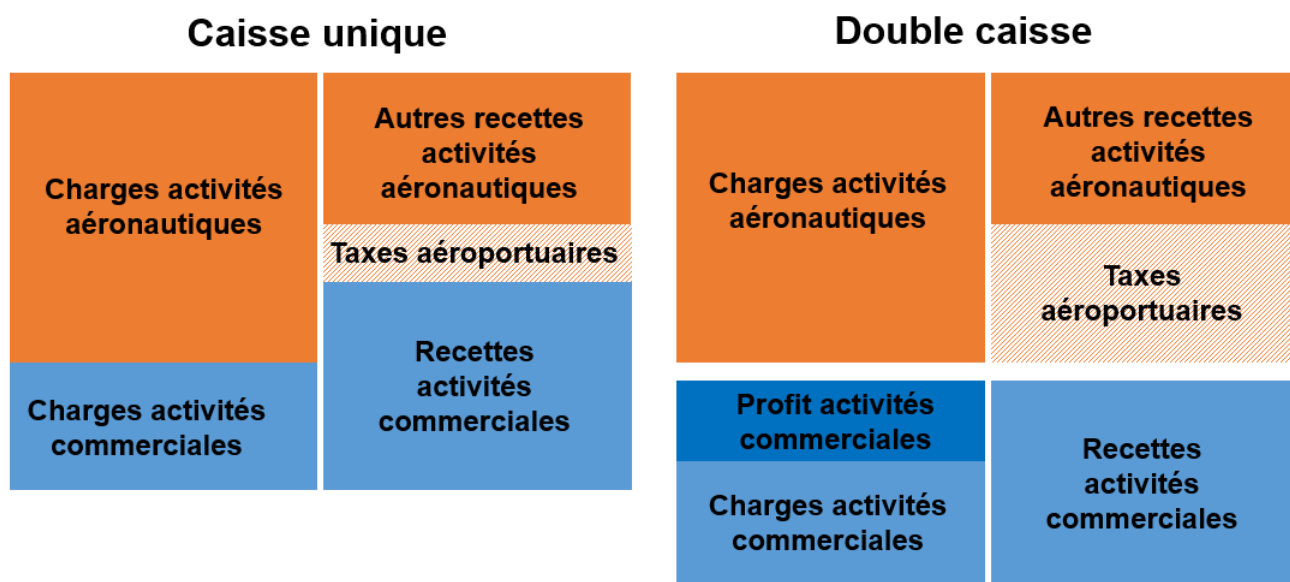 Caisse unique
Charges activités
aéronautiques
Charges activités
commerciales
Autres recettes
activités
aéronautiques
Taxes aéroportuaires
Recettes
activités
commerciales
Double caisse
Charges activités
aéronautiques
Profit activités
commerciales
Charges activités
commerciales
Autres recettes
activités
aéronautiques
Taxes
aéroportuaires
Recettes
activités
commerciales